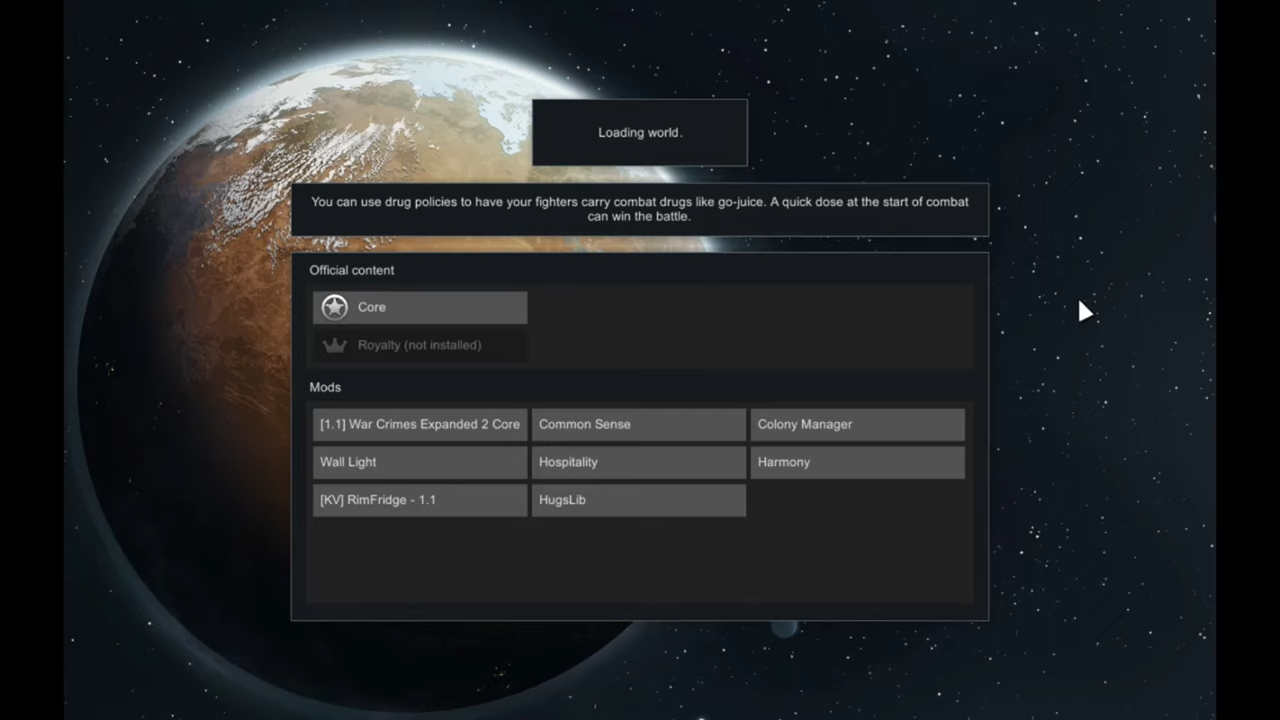 Loading world.
You can use drug policies to have your fighters carry combat drugs like go-juice. A quick dose at the start of combat
can win the battle.
Official content
Core
Royalty (not installed)
Mods
[1.1] War Crimes Expanded 2 Core
Common Sense
Colony Manager
Wall Light
Hospitality
Harmony
[KV] RimFridge - 1.1
HugsLib